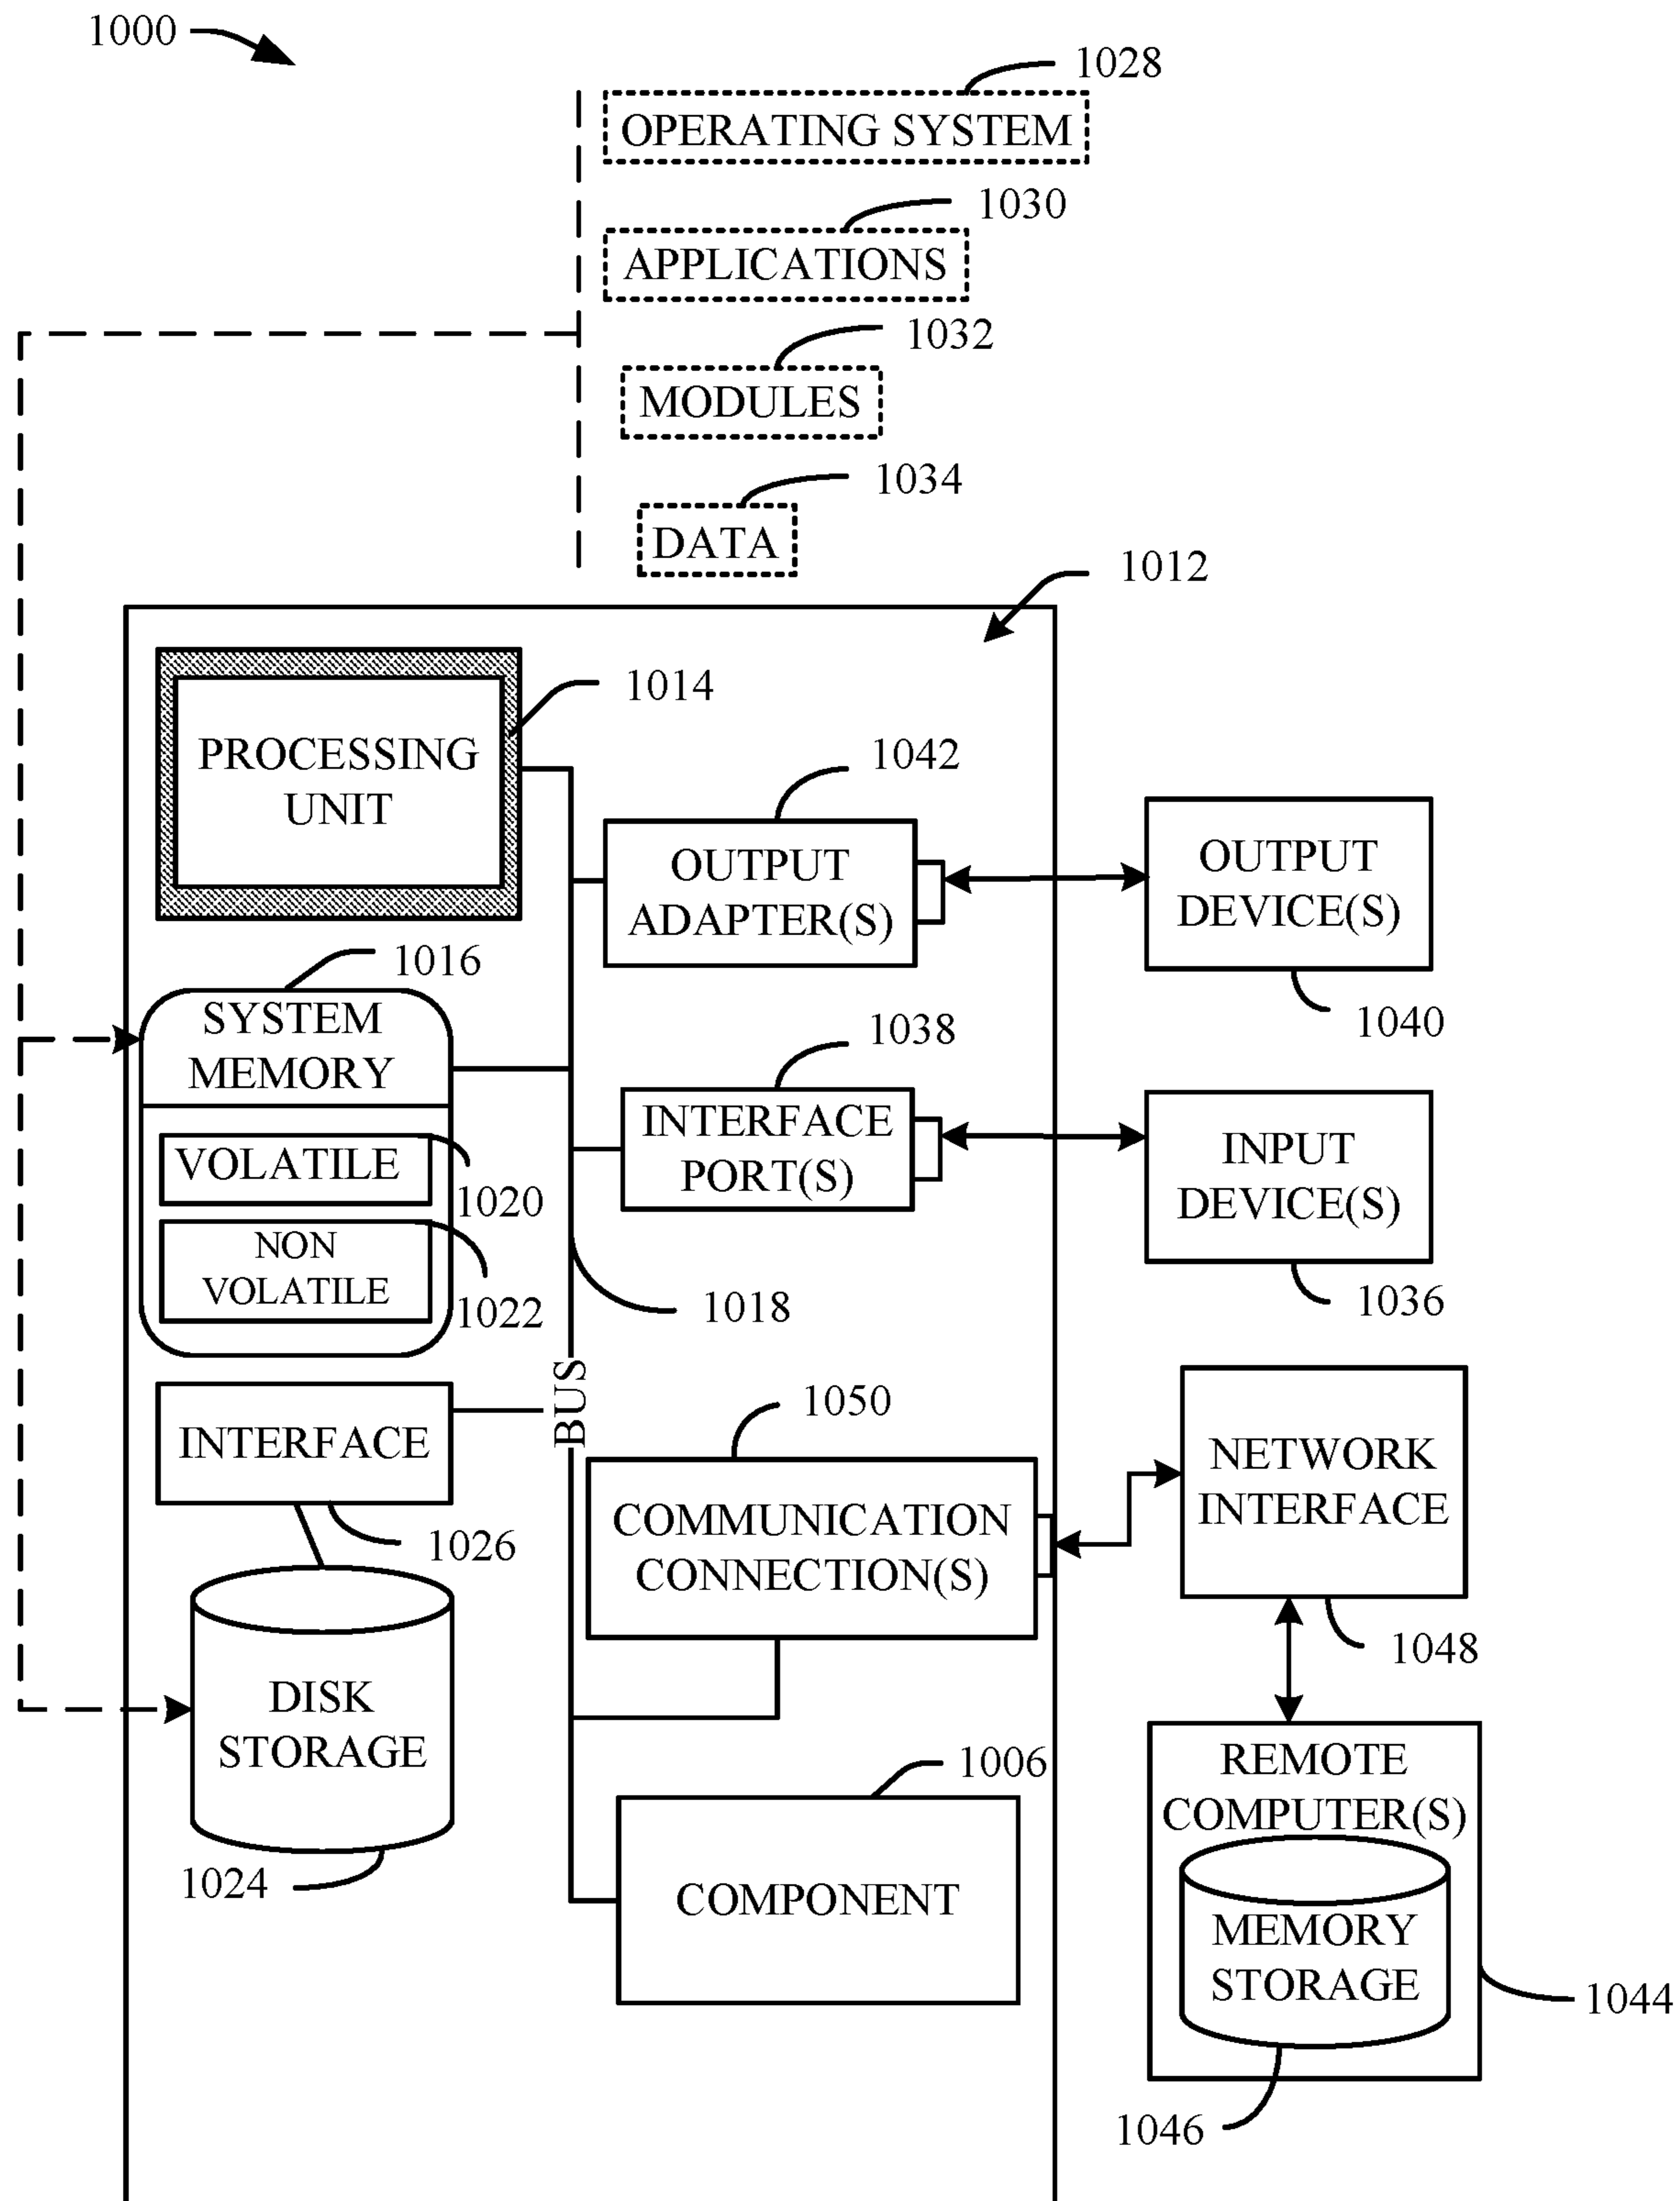 1000
1028
OPERATING SYSTEM
1030
APPLICATIONS
1032
MODULES
1034
DATA
1012
1014
PROCESSING
UNIT
1042
OUTPUT
ADAPTER(S)
OUTPUT
DEVICE(S)
1040
1016
SYSTEM
MEMORY
1038
INTERFACE
PORT(S)
INPUT
DEVICE(S)
1036
VOLATILE
1020
NON
VOLATILE
1022
1018
BUS
INTERFACE
1026
1050
COMMUNICATION
CONNECTION(S)
NETWORK
INTERFACE
1048
DISK
STORAGE
1024
1006
COMPONENT
REMOTE
COMPUTER(S)
MEMORY
STORAGE
1044
1046